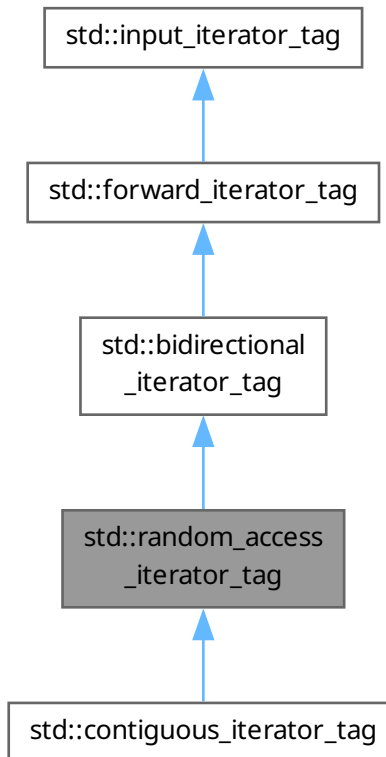 std::input_iterator_tag
std::forward_iterator_tag
std::bidirectional
_iterator_tag
std::random_access
_iterator_tag
std::contiguous_iterator_tag